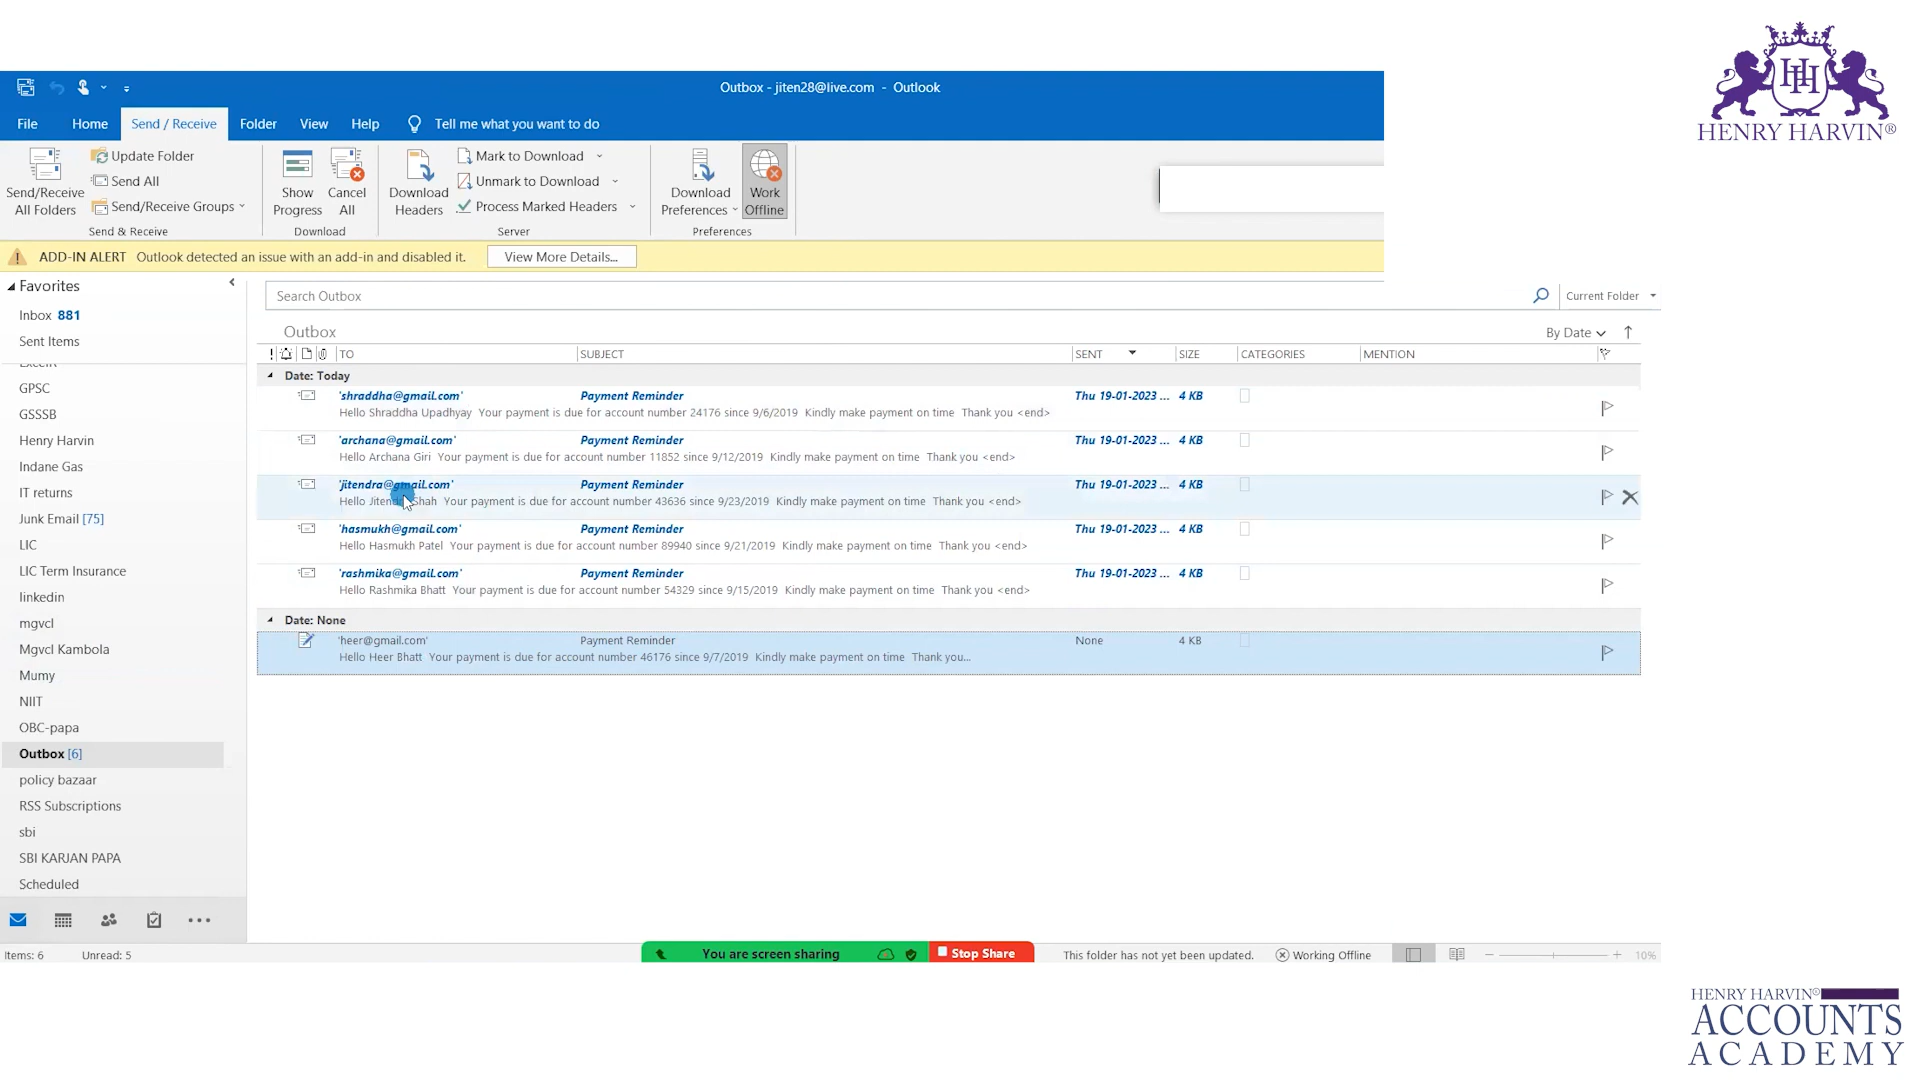 HENRY HARVIN®
Outbox - jiten28@live.com - Outlook
File Home Send / Receive Folder View Help Tell me what you want to do
Send/Receive All Folders
Update Folder
Send All
Send/Receive Groups
Send & Receive
Show Progress
Cancel All
Download
Download Headers
Mark to Download
Unmark to Download
Process Marked Headers
Server
Download Preferences
Work Offline
Preferences
ADD-IN ALERT Outlook detected an issue with an add-in and disabled it. View More Details...
Favorites
Inbox 881
Sent Items
GPSC
GSSSB
Henry Harvin
Indane Gas
IT returns
Junk Email [75]
LIC
LIC Term Insurance
linkedin
mgvcl
Mgvcl Kambola
Mumy
NIIT
OBC-papa
Outbox [6]
policy bazaar
RSS Subscriptions
sbi
SBI KARJAN PAPA
Scheduled
Search Outbox Current Folder
Outbox By Date
! TO SUBJECT SENT SIZE CATEGORIES MENTION
Date: Today
'shraddha@gmail.com' Payment Reminder Thu 19-01-2023 ... 4 KB
Hello Shraddha Upadhyay Your payment is due for account number 24176 since 9/6/2019 Kindly make payment on time Thank you <end>
'archana@gmail.com' Payment Reminder Thu 19-01-2023 ... 4 KB
Hello Archana Giri Your payment is due for account number 11852 since 9/12/2019 Kindly make payment on time Thank you <end>
'jitendra@gmail.com' Payment Reminder Thu 19-01-2023 ... 4 KB
Hello Jitendra Shah Your payment is due for account number 43636 since 9/23/2019 Kindly make payment on time Thank you <end>
'hasmukh@gmail.com' Payment Reminder Thu 19-01-2023 ... 4 KB
Hello Hasmukh Patel Your payment is due for account number 89940 since 9/21/2019 Kindly make payment on time Thank you <end>
'rashmika@gmail.com' Payment Reminder Thu 19-01-2023 ... 4 KB
Hello Rashmika Bhatt Your payment is due for account number 54329 since 9/15/2019 Kindly make payment on time Thank you <end>
Date: None
'heer@gmail.com' Payment Reminder None 4 KB
Hello Heer Bhatt Your payment is due for account number 46176 since 9/7/2019 Kindly make payment on time Thank you...
Items: 6 Unread: 5 You are screen sharing Stop Share This folder has not yet been updated. Working Offline 10%
HENRY HARVIN®
ACCOUNTS
ACADEMY